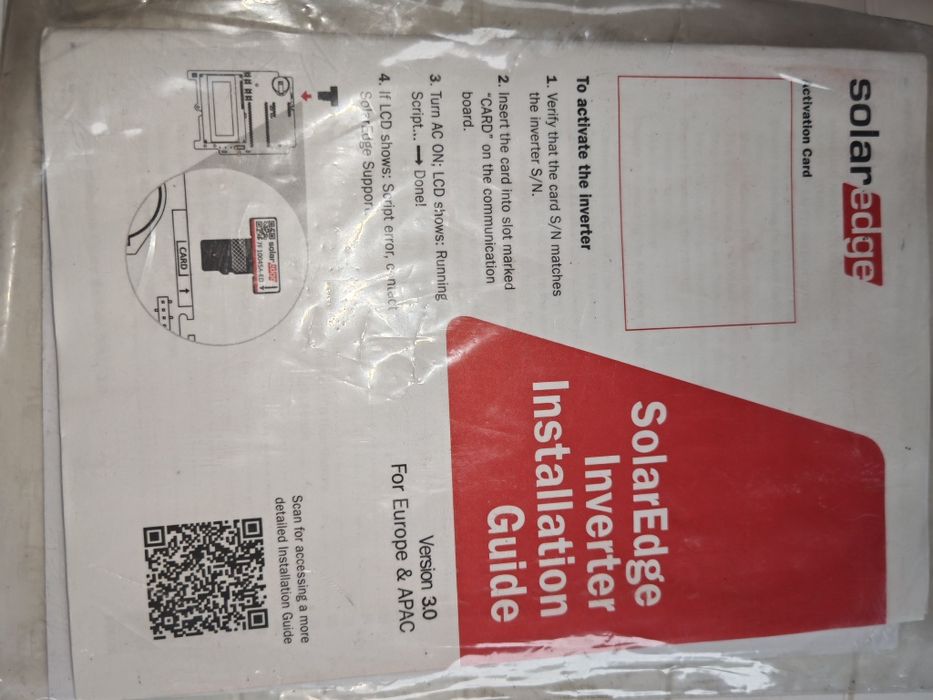 solaredge
ctivation Card
To activate the inverter
1. Verify that the card S/N matches
the inverter S/N.
2. Insert the card into slot marked
"CARD" on the communication
board.
3. Turn AC ON; LCD shows: Running
Script... → Done!
4. If LCD shows: Script error, contact
SolarEdge Support.
CARD
solar
SolarEdge
Inverter
Installation
Guide
Version 3.0
For Europe & APAC
Scan for accessing a more
detailed Installation Guide